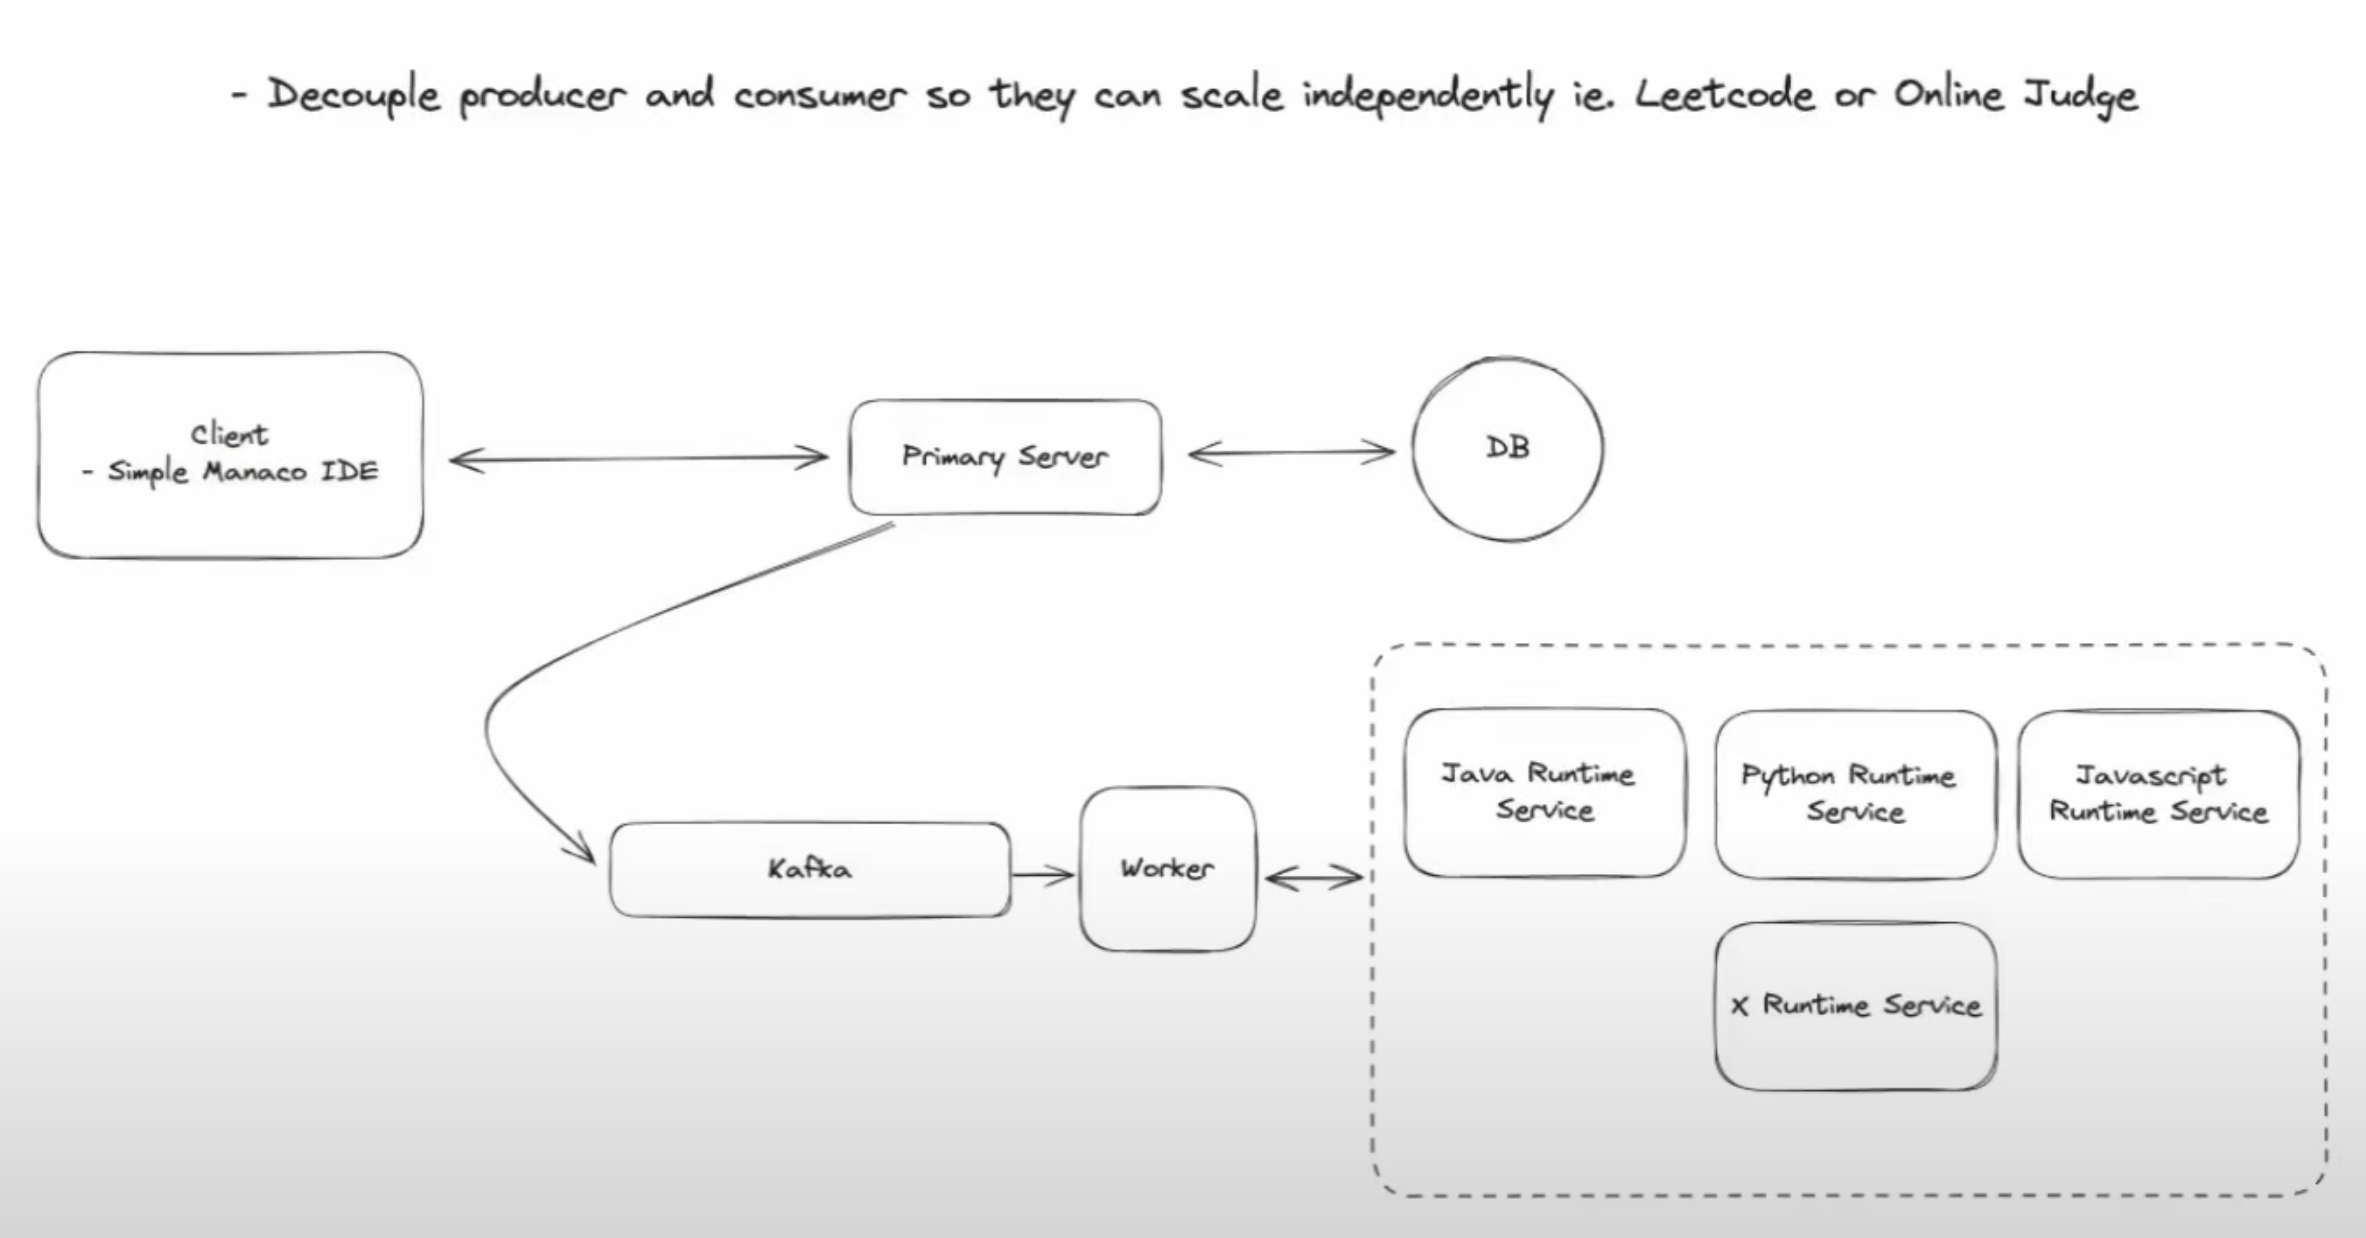 - Decouple producer and consumer so they can scale independently ie. Leetcode or Online Judge
Client
- Simple Manaco IDE
Primary Server
DB
Java Runtime
Service
Python Runtime
Service
Javascript
Runtime Service
Kafka
Worker
X Runtime Service